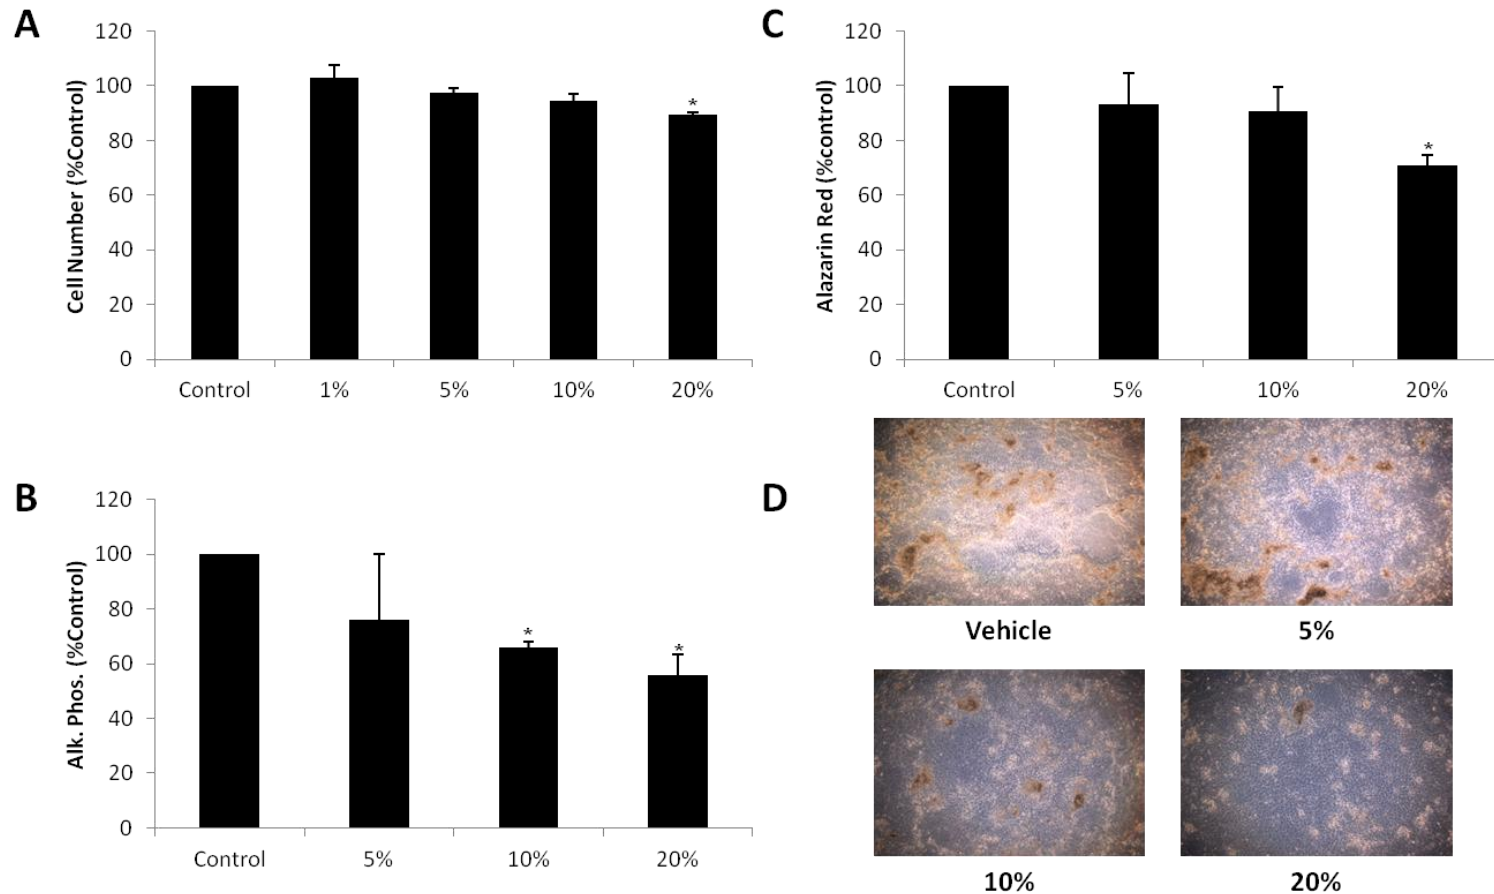 A
120
100
80
60
40
20
0
Cell Number (%Control)
*
Control 1% 5% 10% 20%
B
120
100
80
60
40
20
0
Alk. Phos. (%Control)
* *
Control 5% 10% 20%
C
120
100
80
60
40
20
0
Alazarin Red (%control)
*
Control 5% 10% 20%
D
Vehicle 5%
10% 20%